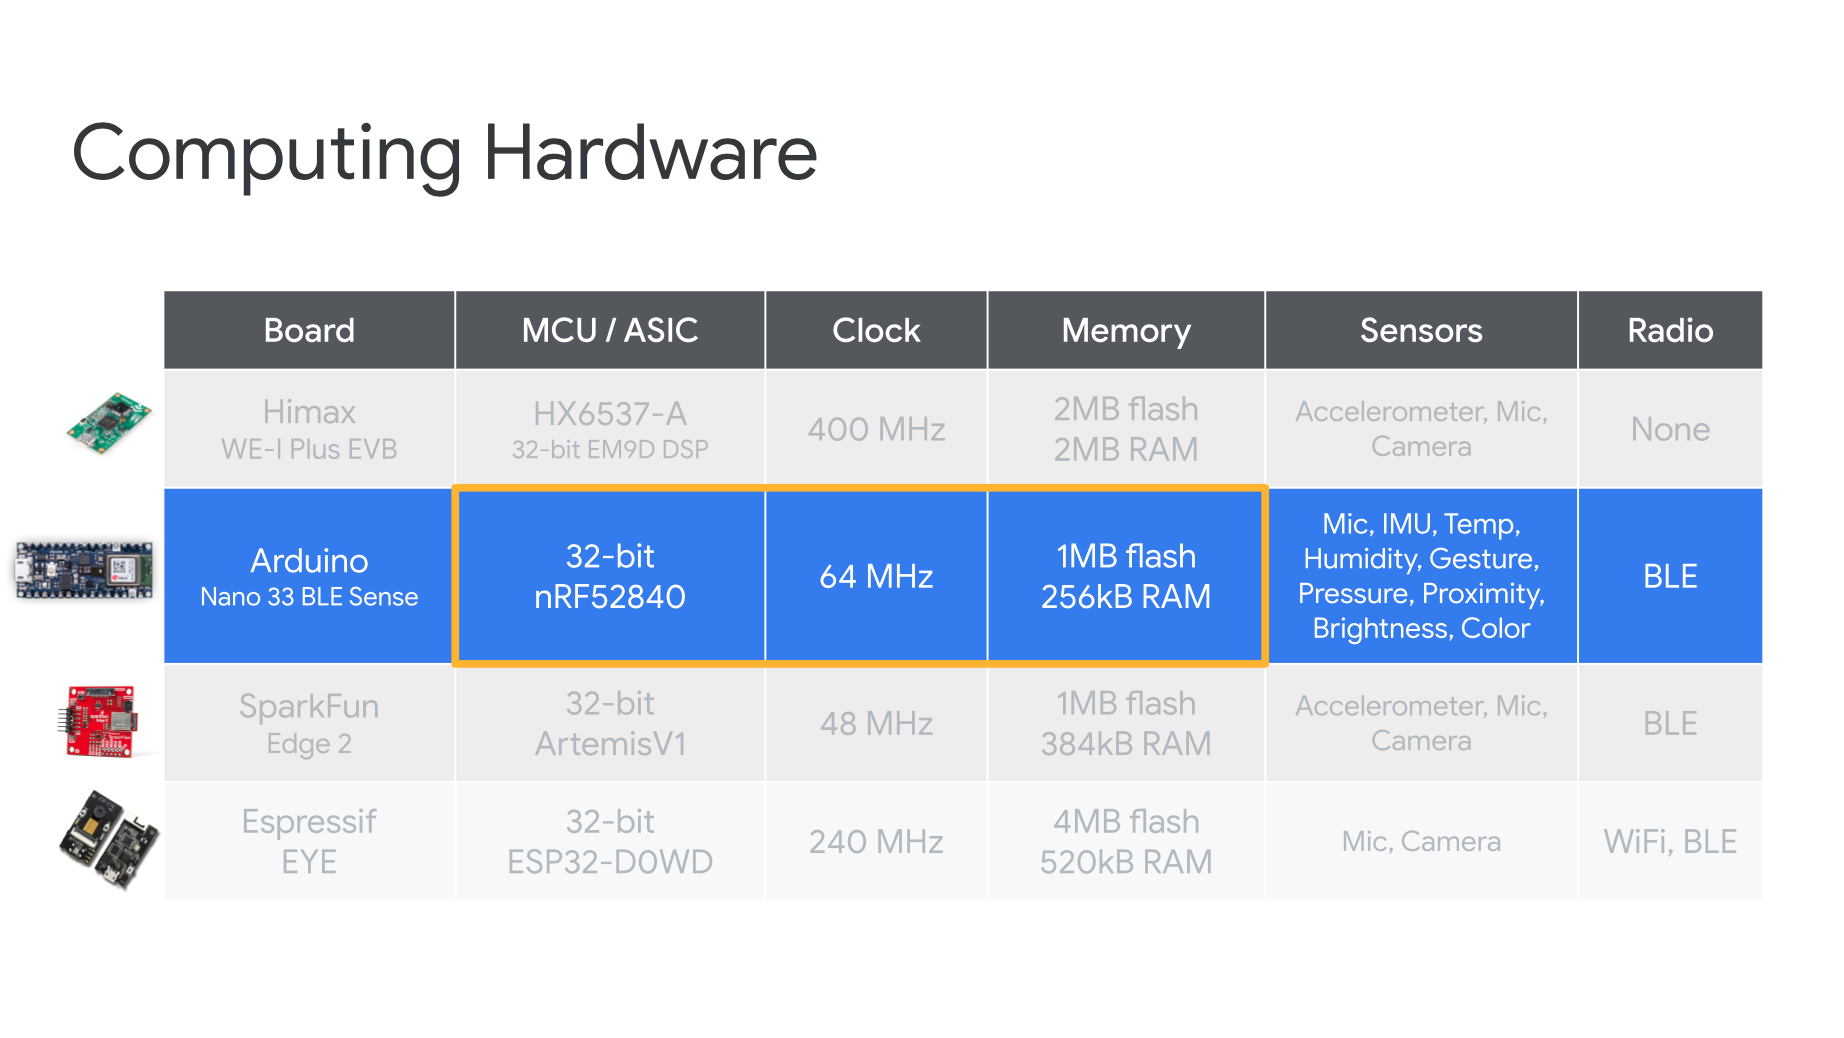 Computing Hardware
Board
MCU / ASIC
Clock
Memory
Sensors
Radio
Himax
WE-I Plus EVB
HX6537-A
32-bit EM9D DSP
400 MHz
2MB flash
2MB RAM
Accelerometer, Mic,
Camera
None
Arduino
Nano 33 BLE Sense
32-bit
nRF52840
64 MHz
1MB flash
256kB RAM
Mic, IMU, Temp,
Humidity, Gesture,
Pressure, Proximity,
Brightness, Color
BLE
SparkFun
Edge 2
32-bit
ArtemisV1
48 MHz
1MB flash
384kB RAM
Accelerometer, Mic,
Camera
BLE
Espressif
EYE
32-bit
ESP32-D0WD
240 MHz
4MB flash
520kB RAM
Mic, Camera
WiFi, BLE